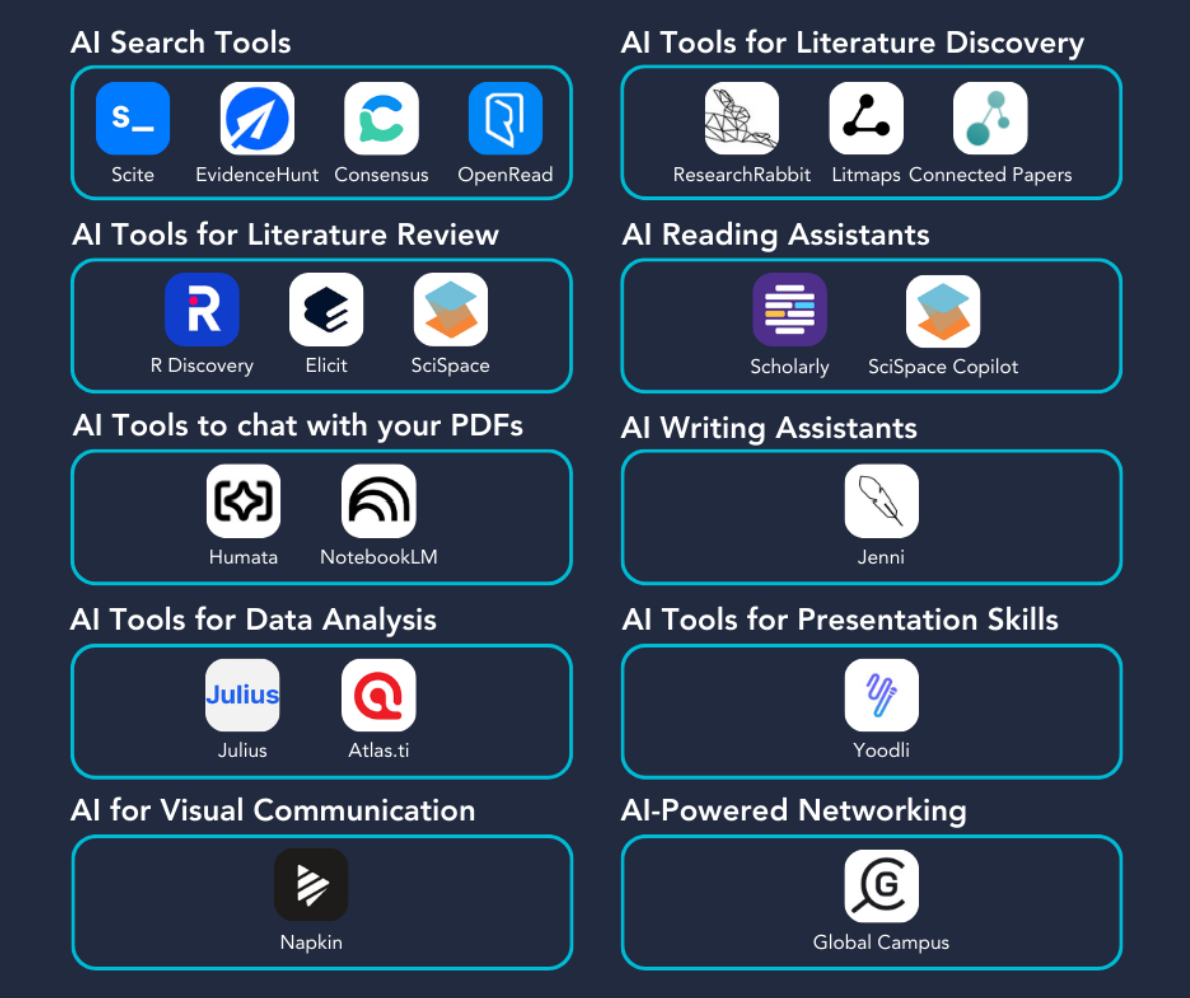 AI Search Tools
s_
Scite
EvidenceHunt
Consensus
OpenRead
AI Tools for Literature Discovery
ResearchRabbit
Litmaps
Connected Papers
AI Tools for Literature Review
R
R Discovery
Elicit
SciSpace
AI Reading Assistants
Scholarly
SciSpace Copilot
AI Tools to chat with your PDFs
Humata
NotebookLM
AI Writing Assistants
Jenni
AI Tools for Data Analysis
Julius
Julius
Atlas.ti
AI Tools for Presentation Skills
Yoodli
AI for Visual Communication
Napkin
AI-Powered Networking
G
Global Campus